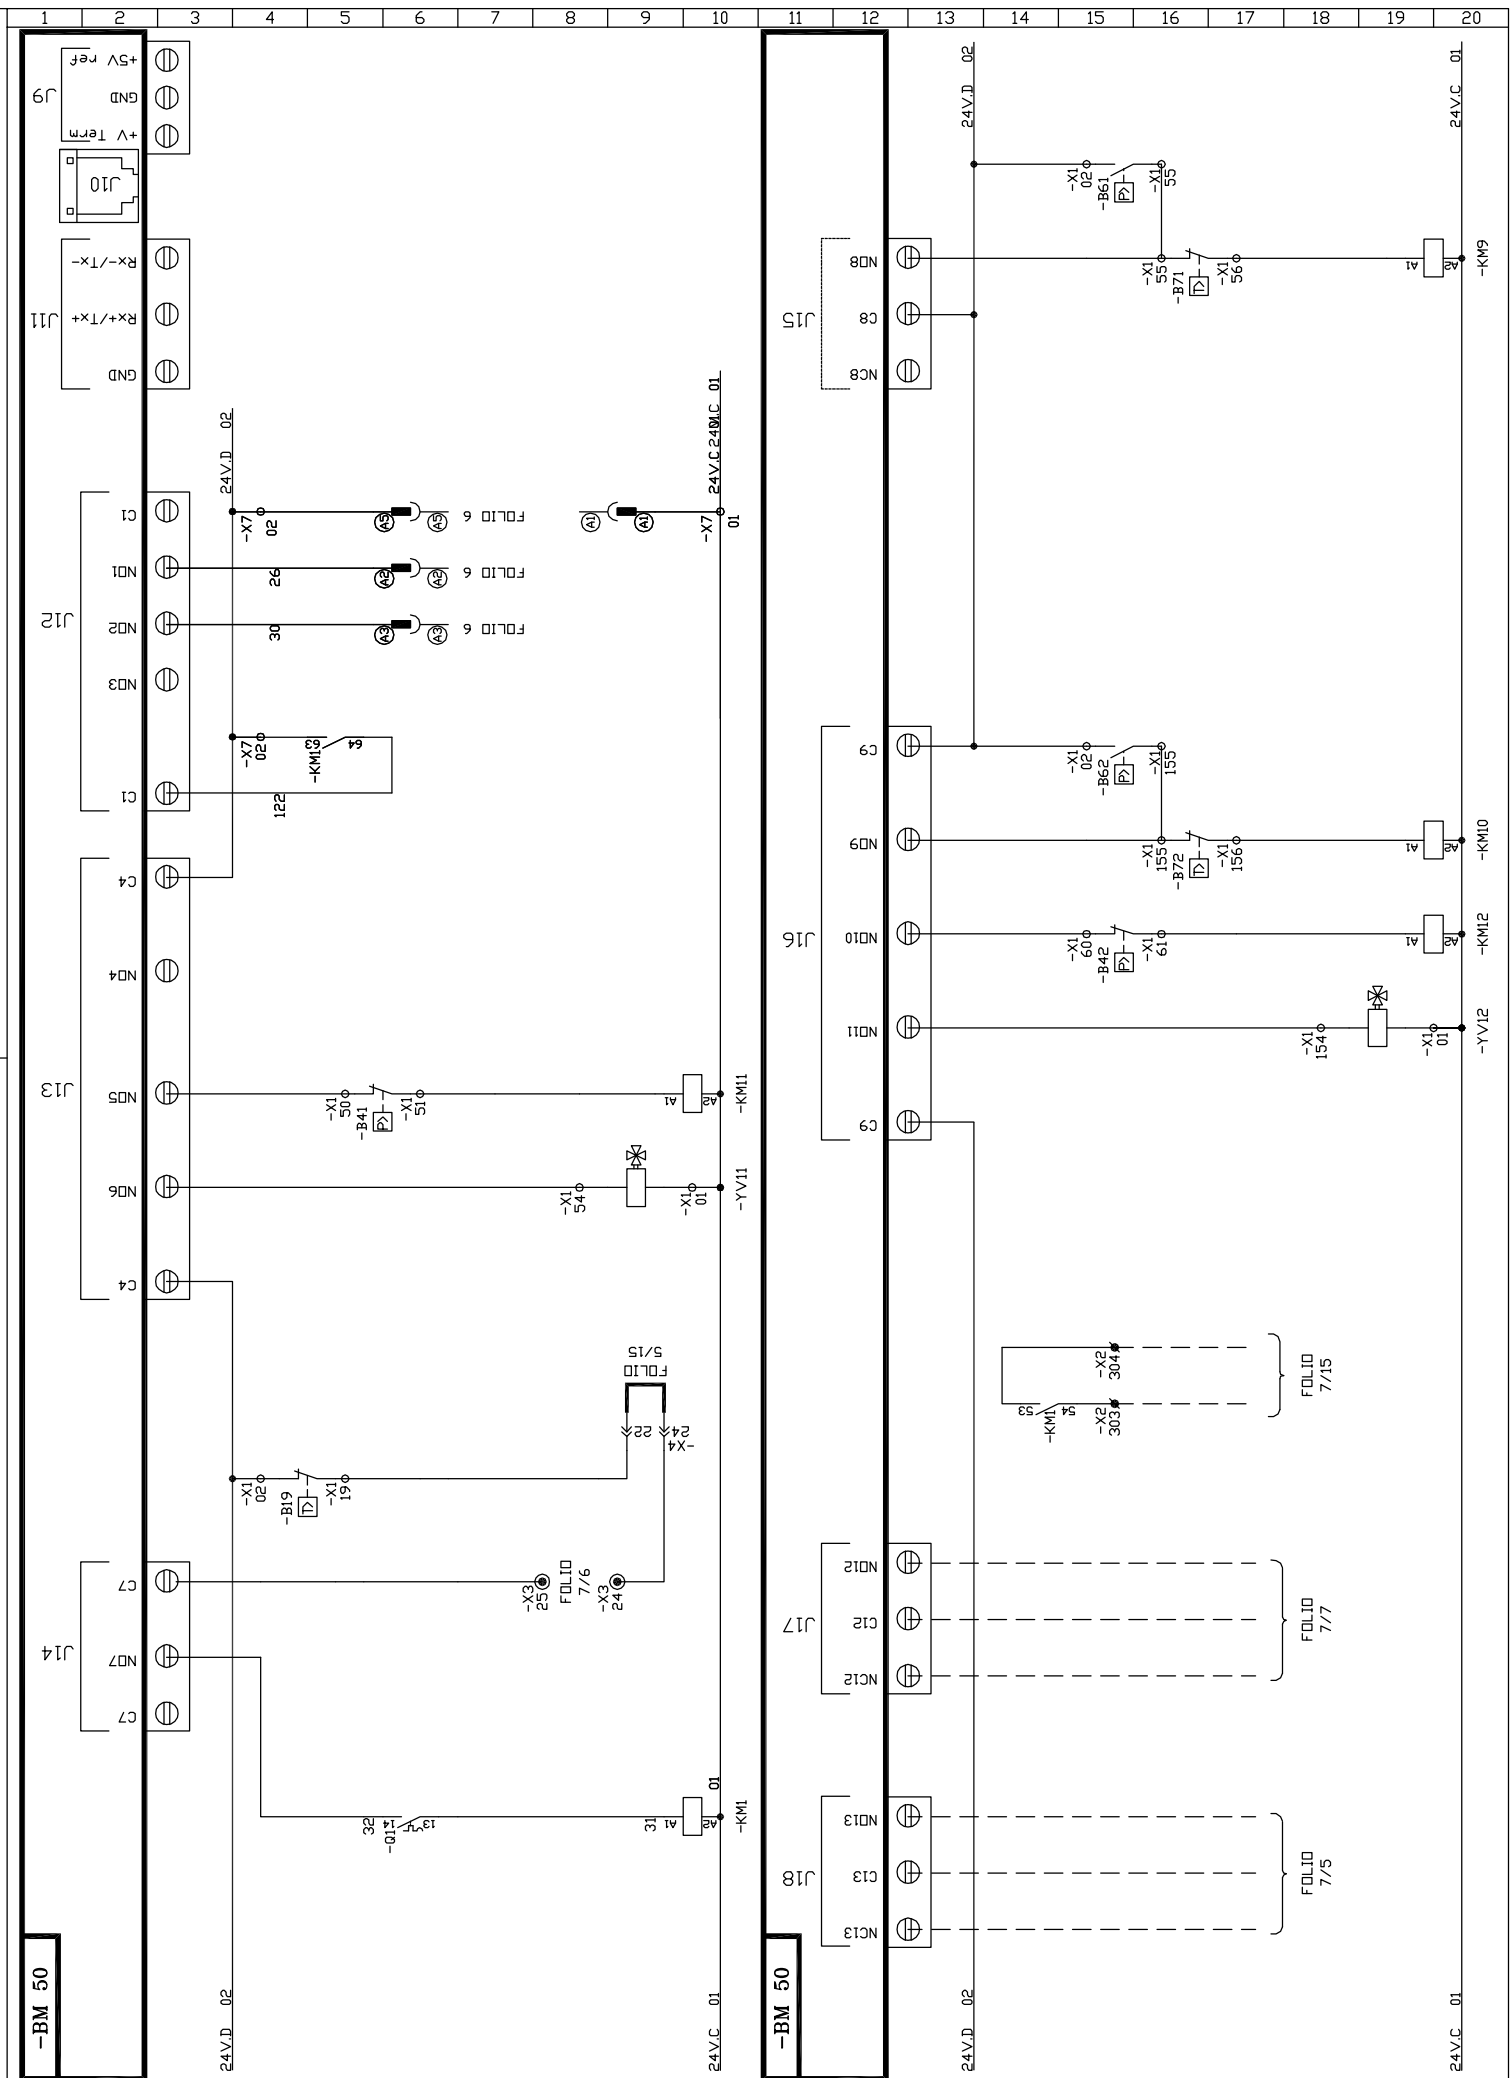 1 2 3 4 5 6 7 8 9 10 11 12 13 14 15 16 17 18 19 20
J9
+5V ref
GND
+V Term
J10
J11
Rx-/Tx-
Rx+/Tx+
GND
J12
C1
NO1
NO2
NO3
C1
24V.D 02
-X7
02
A5
A5
FOLIO 6
A1
A1
-X7
01
24V.C
01
26
A2
A2
FOLIO 6
30
A3
A3
FOLIO 6
-X7
02
63
64
-KM1
122
J13
C4
NO4
NO5
NO6
C4
-X1
50
-B41
P>
-X1
51
A1
A2
-KM11
-X1
54
-X1
01
-YV11
FOLIO
5/15
22
24
-X4
-X1
02
-B19
T>
-X1
19
J14
C7
NO7
C7
-X3
25
FOLIO
7/6
-X3
24
32
14
13
-Q1
31
A1
A2
01
-KM1
-BM 50
24V.D 02
24V.C 01
24V.D 02
24V.C 01
-X1
02
-B61
P>
-X1
55
J15
NO8
C8
NC8
-X1
55
-B71
T>
-X1
56
A1
A2
-KM9
J16
C9
NO9
NO10
NO11
C9
-X1
02
-B62
P>
-X1
155
-X1
155
-B72
T>
-X1
156
A1
A2
-KM10
-X1
60
-B42
P>
-X1
61
A1
A2
-KM12
-X1
154
-X1
01
-YV12
-X2
304
53
54
-KM1
-X2
303
FOLIO
7/15
J17
NO12
C12
NC12
FOLIO
7/7
J18
NO13
C13
NC13
FOLIO
7/5
-BM 50
24V.D 02
24V.C 01